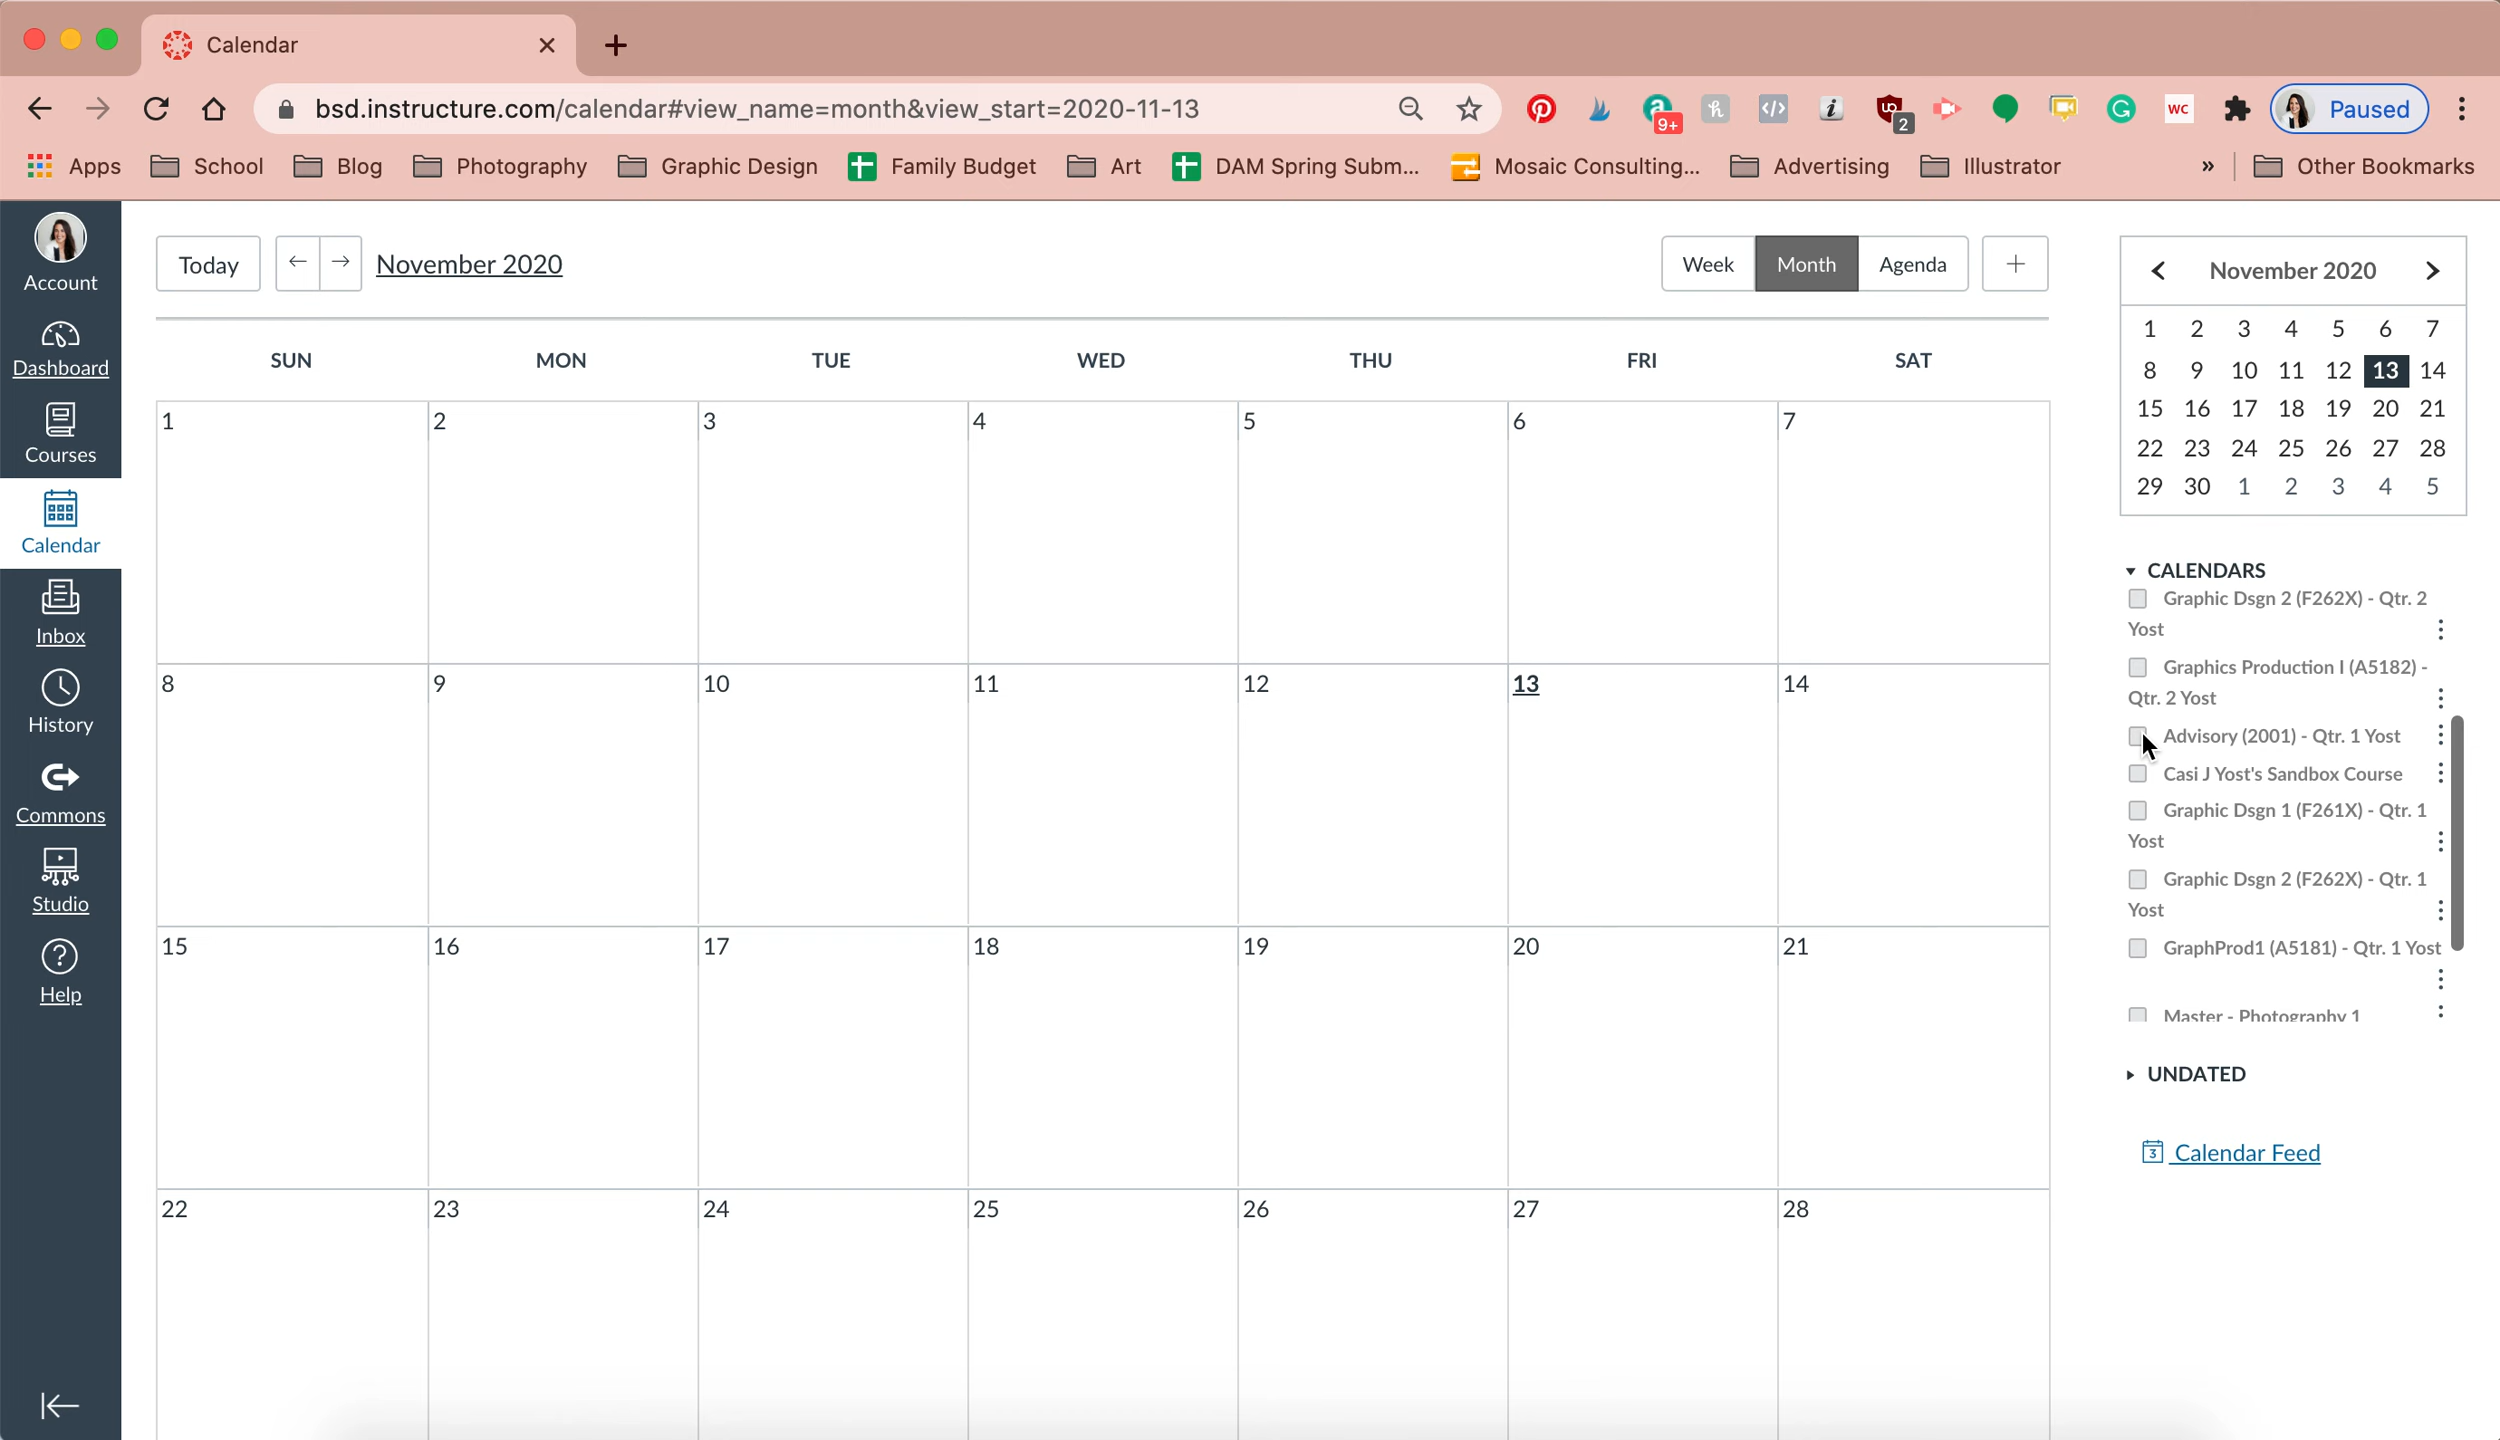 Calendar
bsd.instructure.com/calendar#view_name=month&view_start=2020-11-13
9+
h
i
2
WC
Paused
Apps
School
Blog
Photography
Graphic Design
Family Budget
Art
DAM Spring Subm...
Mosaic Consulting...
Advertising
Illustrator
»
Other Bookmarks
Account
Dashboard
Courses
Calendar
Inbox
History
Commons
Studio
Help
Today
November 2020
Week
Month
Agenda
SUN MON TUE WED THU FRI SAT
1 2 3 4 5 6 7
8 9 10 11 12 13 14
15 16 17 18 19 20 21
22 23 24 25 26 27 28
November 2020
1 2 3 4 5 6 7
8 9 10 11 12 13 14
15 16 17 18 19 20 21
22 23 24 25 26 27 28
29 30 1 2 3 4 5
CALENDARS
Graphic Dsgn 2 (F262X) - Qtr. 2
Yost
Graphics Production I (A5182) -
Qtr. 2 Yost
Advisory (2001) - Qtr. 1 Yost
Casi J Yost's Sandbox Course
Graphic Dsgn 1 (F261X) - Qtr. 1
Yost
Graphic Dsgn 2 (F262X) - Qtr. 1
Yost
GraphProd1 (A5181) - Qtr. 1 Yost
Master - Photography 1
UNDATED
3
Calendar Feed